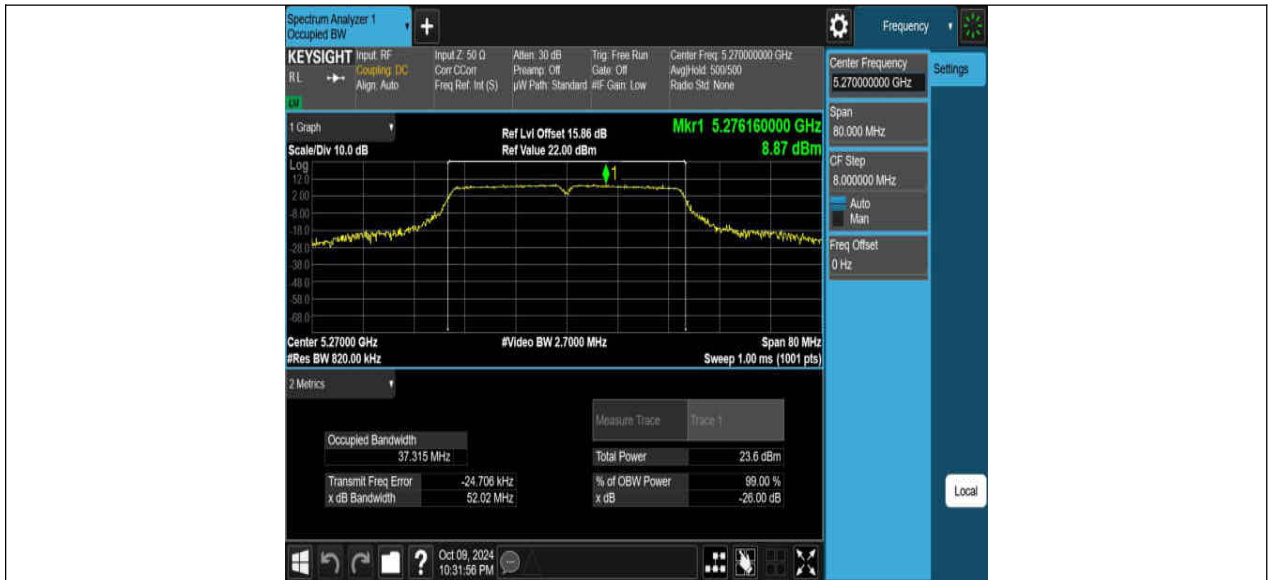 Spectrum Analyzer 1
Occupied BW
+
Frequency
KEYSIGHT
RL
LM
Input: RF
Coupling: DC
Align: Auto
Input Z: 50 Ω
Corr CCorr
Freq Ref: Int (S)
Atten: 30 dB
Preamp: Off
µW Path: Standard
Trig: Free Run
Gate: Off
#IF Gain: Low
Center Freq: 5.270000000 GHz
Avg|Hold: 500/500
Radio Std: None
Center Frequency
5.270000000 GHz
Settings
Span
80.000 MHz
CF Step
8.000000 MHz
Auto
Man
Freq Offset
0 Hz
Local
1 Graph
Scale/Div 10.0 dB
Ref Lvl Offset 15.86 dB
Ref Value 22.00 dBm
Mkr1 5.276160000 GHz
8.87 dBm
Log
1
12.0
2.00
-8.00
-18.0
-28.0
-38.0
-48.0
-58.0
-68.0
Center 5.27000 GHz
#Video BW 2.7000 MHz
Span 80 MHz
#Res BW 820.00 kHz
Sweep 1.00 ms (1001 pts)
2 Metrics
Measure Trace
Trace 1
Occupied Bandwidth
37.315 MHz
Total Power
23.6 dBm
Transmit Freq Error
-24.706 kHz
% of OBW Power
99.00 %
x dB Bandwidth
52.02 MHz
x dB
-26.00 dB
?
Oct 09, 2024
10:31:56 PM